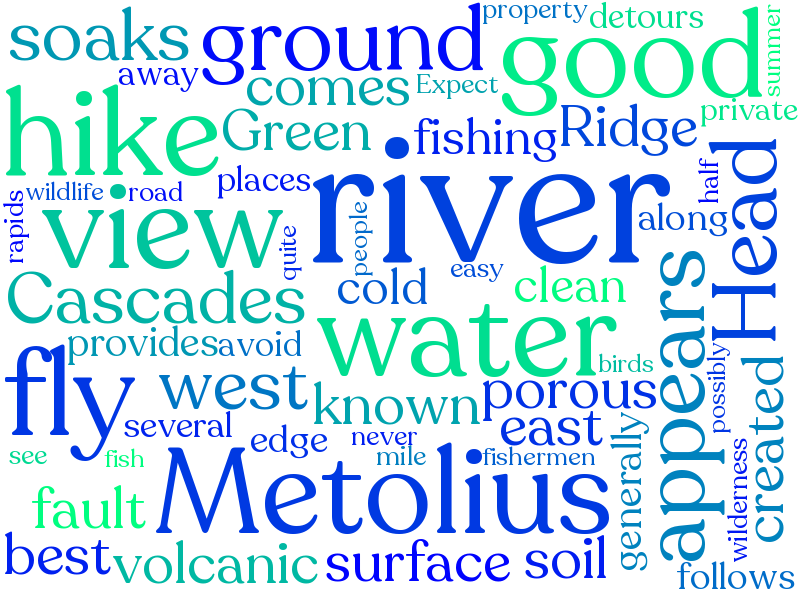 property
soaks
ground
good
detours
summer
away
comes
Expect
private
hike
Green
fishing
Ridge
river
wildlife
road
places
rapids
view
quite
people
along
half
Head
easy
cold
clean
Cascades
appears
water
provides
avoid
birds
possibly
fly
west
known
porous
created
several
edge
never
east
generally
see
fish
mile
fishermen
wilderness
Metolius
fault
best
volcanic
surface
soil
follows